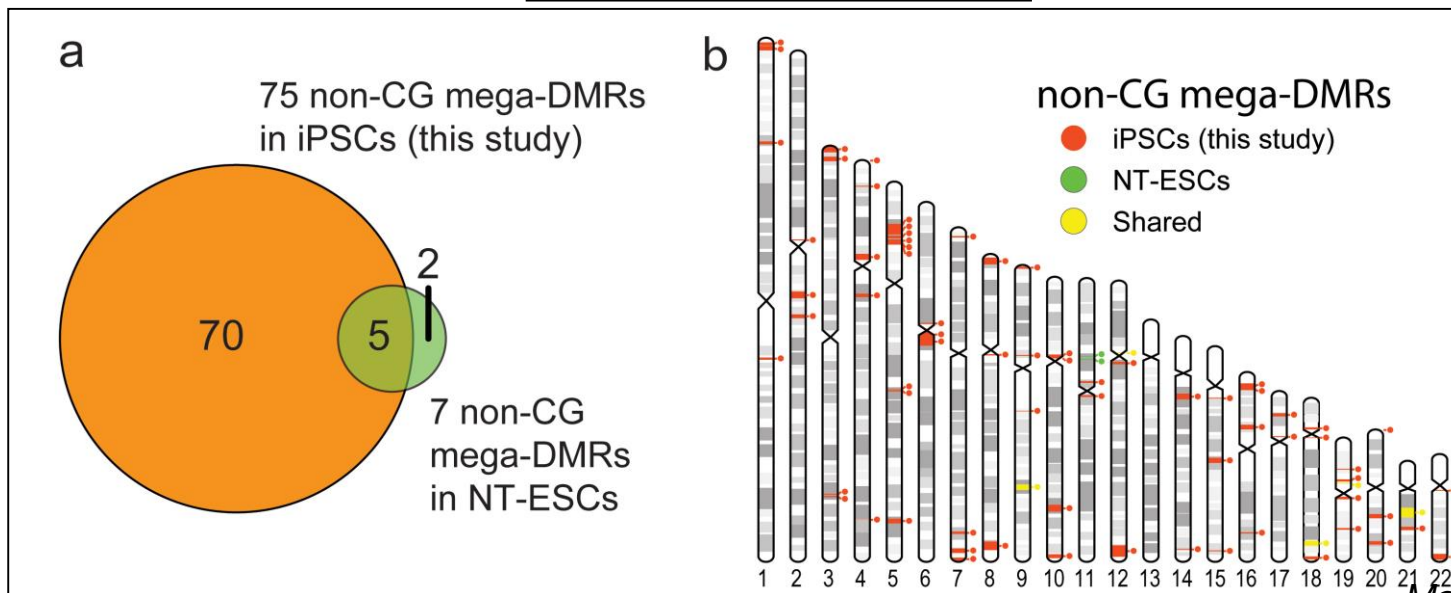 a
75 non-CG mega-DMRs
in iPSCs (this study)
2
70
5
7 non-CG
mega-DMRs
in NT-ESCs
b
non-CG mega-DMRs
iPSCs (this study)
NT-ESCs
Shared
1 2 3 4 5 6 7 8 9 10 11 12 13 14 15 16 17 18 19 20 21 22